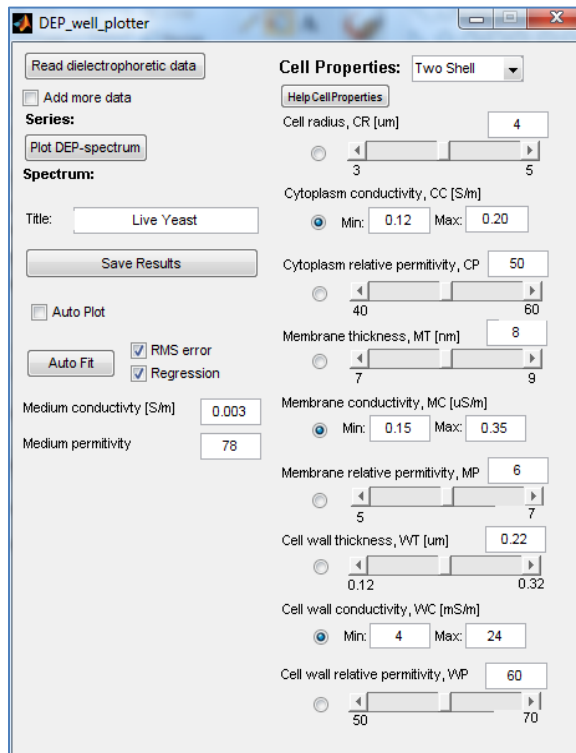 DEP_well_plotter
Read dielectrophoretic data
Add more data
Series:
Plot DEP-spectrum
Spectrum:
Title: Live Yeast
Save Results
Auto Plot
Auto Fit
RMS error
Regression
Medium conductivty [S/m] 0.003
Medium permitivity 78
Cell Properties: Two Shell
Help Cell Properties
Cell radius, CR [um] 4
3 5
Cytoplasm conductivity, CC [S/m]
Min: 0.12 Max: 0.20
Cytoplasm relative permitivity, CP 50
40 60
Membrane thickness, MT [nm] 8
7 9
Membrane conductivity, MC [uS/m]
Min: 0.15 Max: 0.35
Membrane relative permitivity, MP 6
5 7
Cell wall thickness, WT [um] 0.22
0.12 0.32
Cell wall conductivity, WC [mS/m]
Min: 4 Max: 24
Cell wall relative permitivity, WP 60
50 70